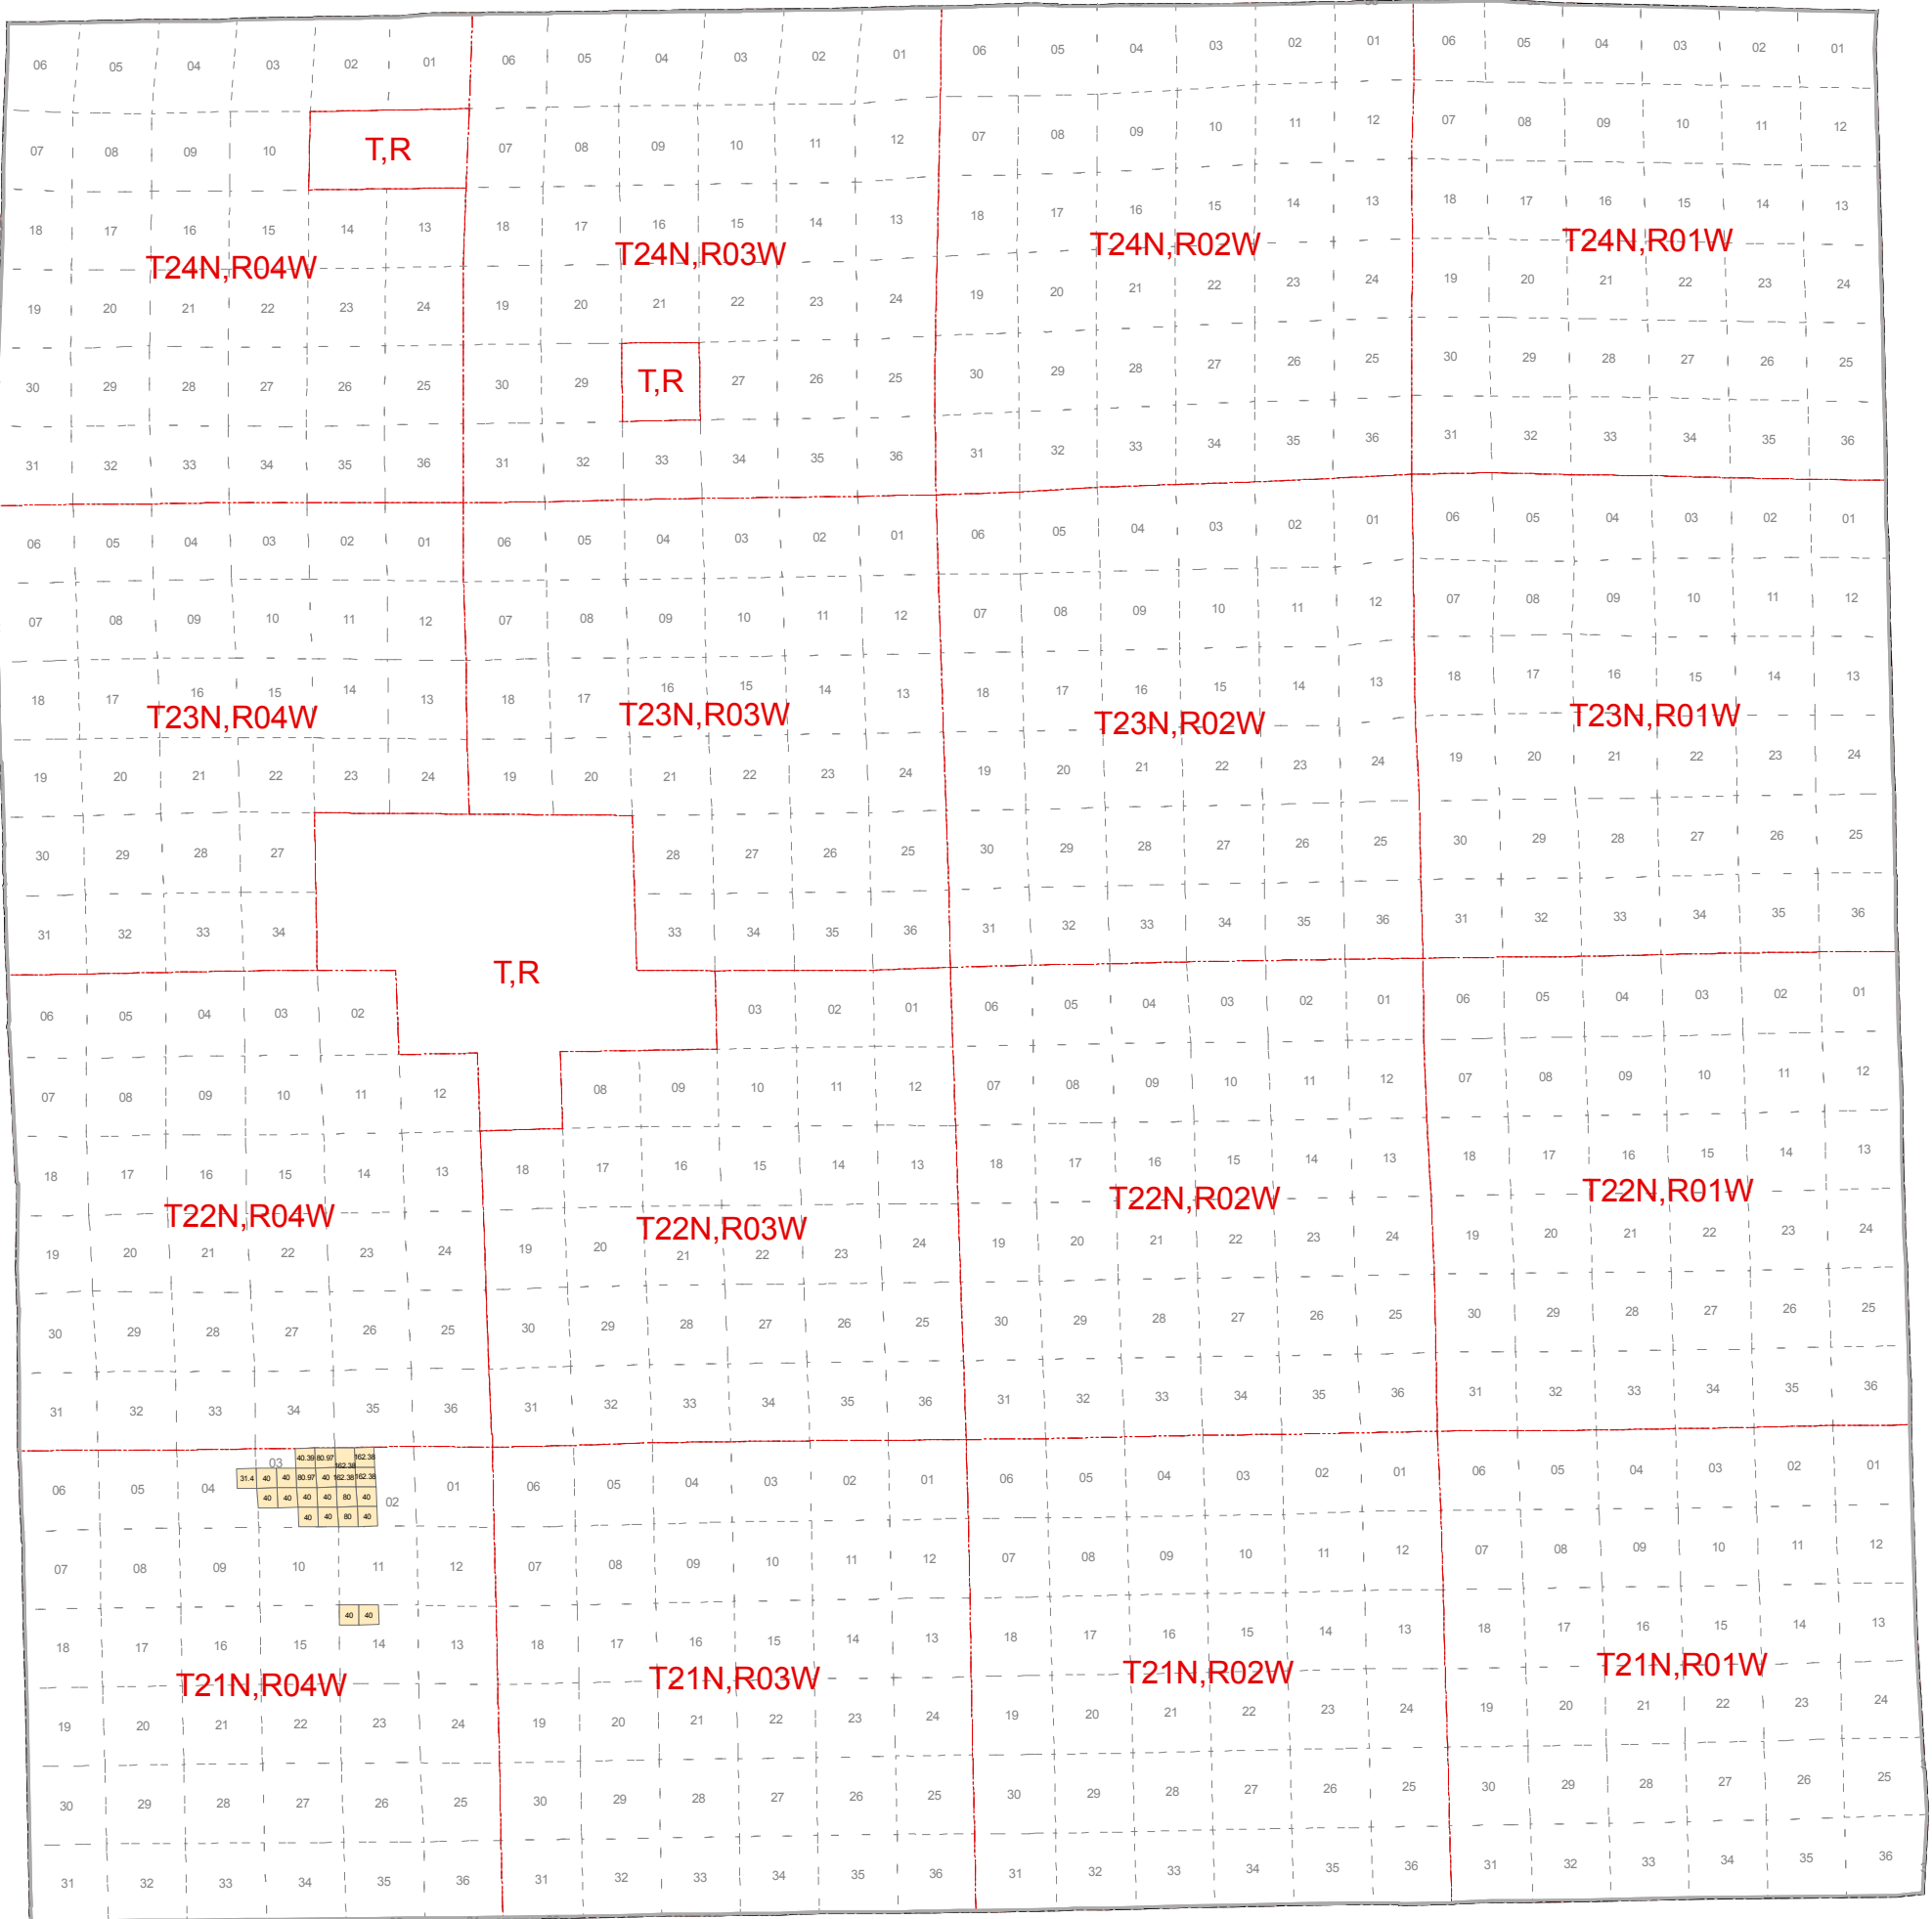 06 05 04 03 02 01 06 05 04 03 02 01 06 05 04 03 02 01 06 05 04 03 02 01
T,R
07 08 09 10 07 08 09 10 11 12 07 08 09 10 11 12 07 08 09 10 11 12
18 17 16 15 14 13 18 17 16 15 14 13 18 17 16 15 14 13 18 17 16 15 14 13
T24N,R04W T24N,R03W T24N,R02W T24N,R01W
19 20 21 22 23 24 19 20 21 22 23 24 19 20 21 22 23 24 19 20 21 22 23 24
30 29 28 27 26 25 30 29 T,R 27 26 25 30 29 28 27 26 25 30 29 28 27 26 25
31 32 33 34 35 36 31 32 33 34 35 36 31 32 33 34 35 36 31 32 33 34 35 36
06 05 04 03 02 01 06 05 04 03 02 01 06 05 04 03 02 01 06 05 04 03 02 01
07 08 09 10 11 12 07 08 09 10 11 12 07 08 09 10 11 12 07 08 09 10 11 12
18 17 16 15 14 13 18 17 16 15 14 13 18 17 16 15 14 13 18 17 16 15 14 13
T23N,R04W T23N,R03W T23N,R02W T23N,R01W
19 20 21 22 23 24 19 20 21 22 23 24 19 20 21 22 23 24 19 20 21 22 23 24
30 29 28 27 28 27 26 25 30 29 28 27 26 25 30 29 28 27 26 25
31 32 33 34 33 34 35 36 31 32 33 34 35 36 31 32 33 34 35 36
T,R
06 05 04 03 02 03 02 01 06 05 04 03 02 01 06 05 04 03 02 01
07 08 09 10 11 12 08 09 10 11 12 07 08 09 10 11 12 07 08 09 10 11 12
18 17 16 15 14 13 18 17 16 15 14 13 18 17 16 15 14 13 18 17 16 15 14 13
T22N,R04W T22N,R03W T22N,R02W T22N,R01W
19 20 21 22 23 24 19 20 21 22 23 24 19 20 21 22 23 24 19 20 21 22 23 24
30 29 28 27 26 25 30 29 28 27 26 25 30 29 28 27 26 25 30 29 28 27 26 25
31 32 33 34 35 36 31 32 33 34 35 36 31 32 33 34 35 36 31 32 33 34 35 36
03 40.39 80.97 162.38 162.38
31.4 40 40 80.97 40 162.38 162.38
06 05 04 01 06 05 04 03 02 01 06 05 04 03 02 01 06 05 04 03 02 01
40 40 40 40 80 40 02
40 40 80 40
07 08 09 10 11 12 07 08 09 10 11 12 07 08 09 10 11 12 07 08 09 10 11 12
40 40
18 17 16 15 14 13 18 17 16 15 14 13 18 17 16 15 14 13 18 17 16 15 14 13
T21N,R04W T21N,R03W T21N,R02W T21N,R01W
19 20 21 22 23 24 19 20 21 22 23 24 19 20 21 22 23 24 19 20 21 22 23 24
30 29 28 27 26 25 30 29 28 27 26 25 30 29 28 27 26 25 30 29 28 27 26 25
31 32 33 34 35 36 31 32 33 34 35 36 31 32 33 34 35 36 31 32 33 34 35 36